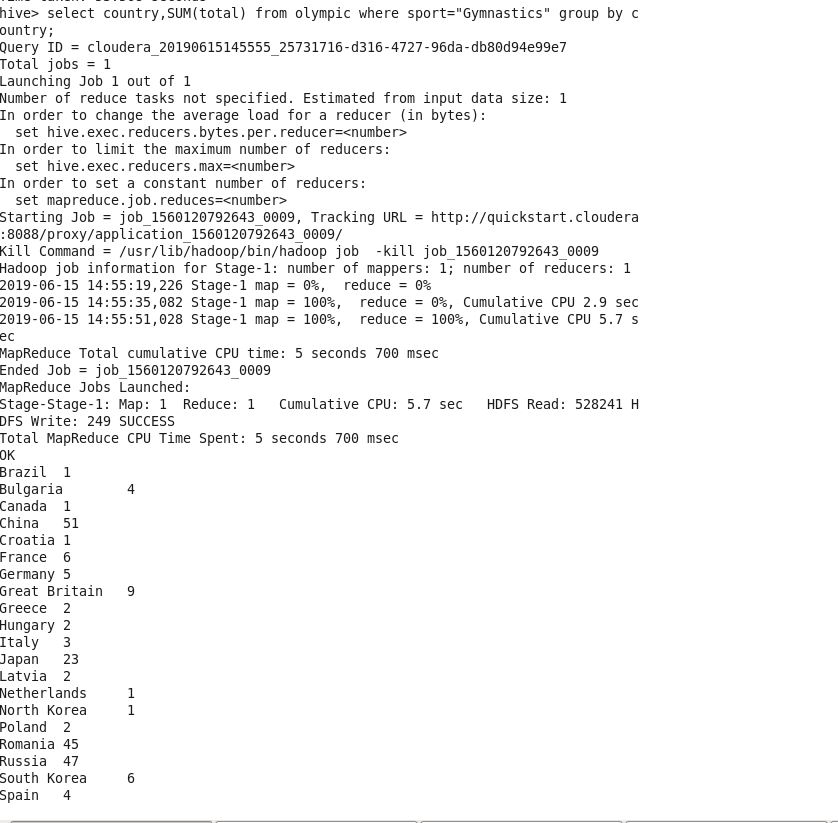 hive> select country,SUM(total) from olympic where sport="Gymnastics" group by c
ountry;
Query ID = cloudera_20190615145555_25731716-d316-4727-96da-db80d94e99e7
Total jobs = 1
Launching Job 1 out of 1
Number of reduce tasks not specified. Estimated from input data size: 1
In order to change the average load for a reducer (in bytes):
  set hive.exec.reducers.bytes.per.reducer=<number>
In order to limit the maximum number of reducers:
  set hive.exec.reducers.max=<number>
In order to set a constant number of reducers:
  set mapreduce.job.reduces=<number>
Starting Job = job_1560120792643_0009, Tracking URL = http://quickstart.cloudera
:8088/proxy/application_1560120792643_0009/
Kill Command = /usr/lib/hadoop/bin/hadoop job  -kill job_1560120792643_0009
Hadoop job information for Stage-1: number of mappers: 1; number of reducers: 1
2019-06-15 14:55:19,226 Stage-1 map = 0%,  reduce = 0%
2019-06-15 14:55:35,082 Stage-1 map = 100%,  reduce = 0%, Cumulative CPU 2.9 sec
2019-06-15 14:55:51,028 Stage-1 map = 100%,  reduce = 100%, Cumulative CPU 5.7 s
ec
MapReduce Total cumulative CPU time: 5 seconds 700 msec
Ended Job = job_1560120792643_0009
MapReduce Jobs Launched:
Stage-Stage-1: Map: 1  Reduce: 1   Cumulative CPU: 5.7 sec   HDFS Read: 528241 H
DFS Write: 249 SUCCESS
Total MapReduce CPU Time Spent: 5 seconds 700 msec
OK
Brazil  1
Bulgaria        4
Canada  1
China   51
Croatia 1
France  6
Germany 5
Great Britain   9
Greece  2
Hungary 2
Italy   3
Japan   23
Latvia  2
Netherlands     1
North Korea     1
Poland  2
Romania 45
Russia  47
South Korea     6
Spain   4